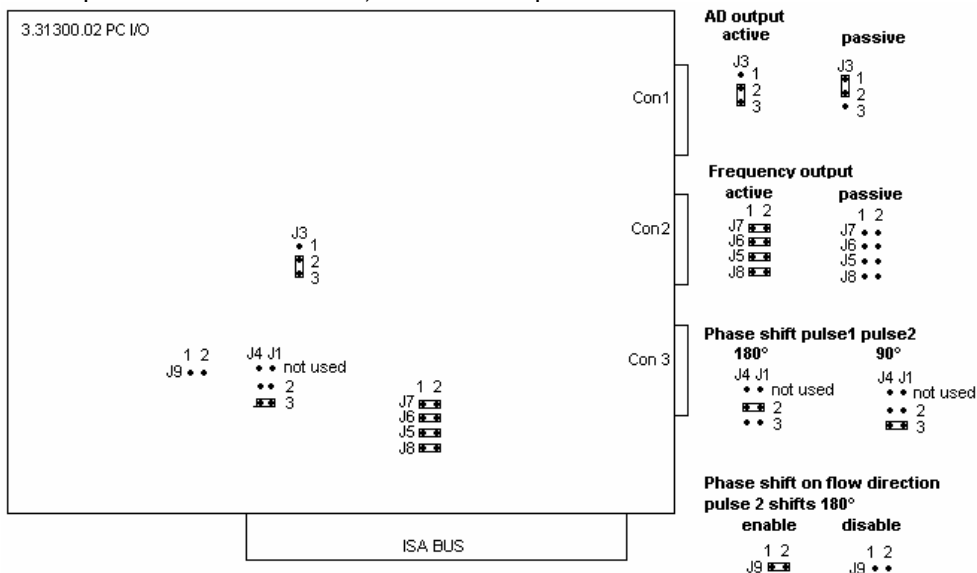 3.31300.02 PC I/O
Con1
Con2
Con 3
J3
1
2
3
1 2
J9
J4 J1
not used
2
3
1 2
J7
J6
J5
J8
ISA BUS
AD output
active passive
J3 J3
1 1
2 2
3 3
Frequency output
active passive
1 2 1 2
J7 J7
J6 J6
J5 J5
J8 J8
Phase shift pulse1 pulse2
180° 90°
J4 J1 J4 J1
not used not used
2 2
3 3
Phase shift on flow direction
pulse 2 shifts 180°
enable disable
1 2 1 2
J9 J9